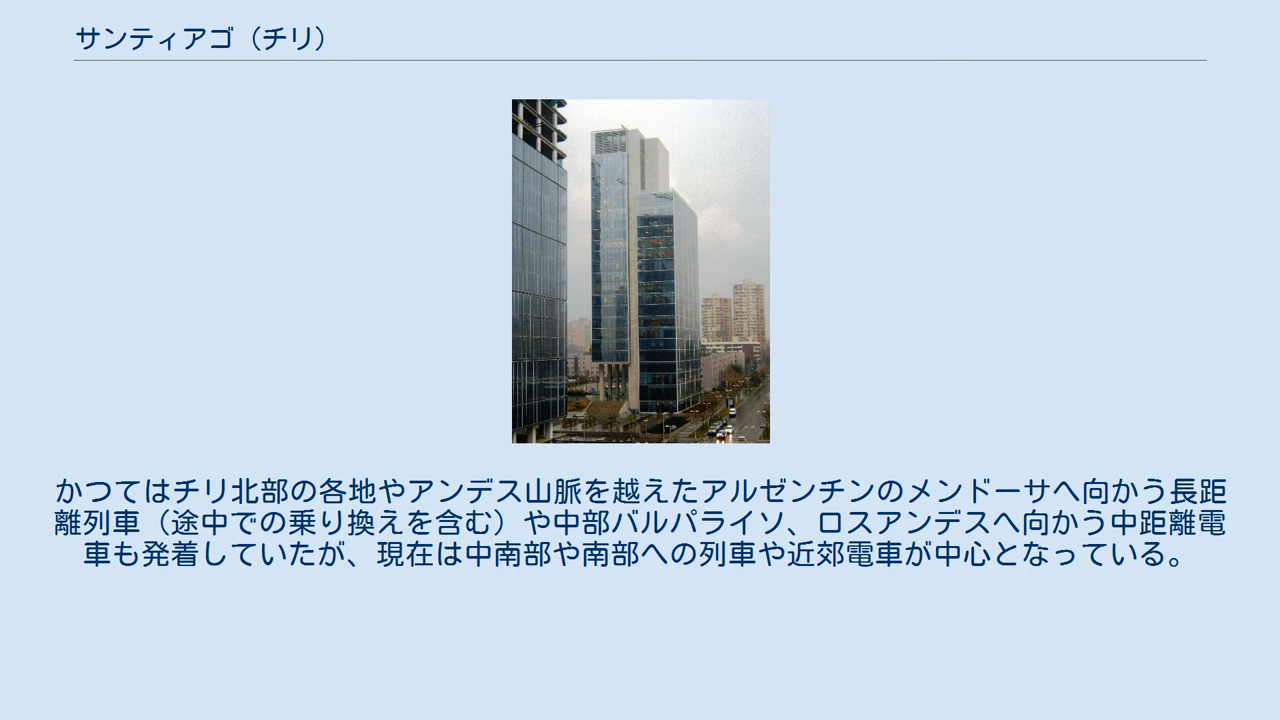 サンティアゴ（チリ）
かつてはチリ北部の各地やアンデス山脈を越えたアルゼンチンのメンドーサへ向かう長距
離列車（途中での乗り換えを含む）や中部バルパライソ、ロスアンデスへ向かう中距離電
車も発着していたが、現在は中南部や南部への列車や近郊電車が中心となっている。